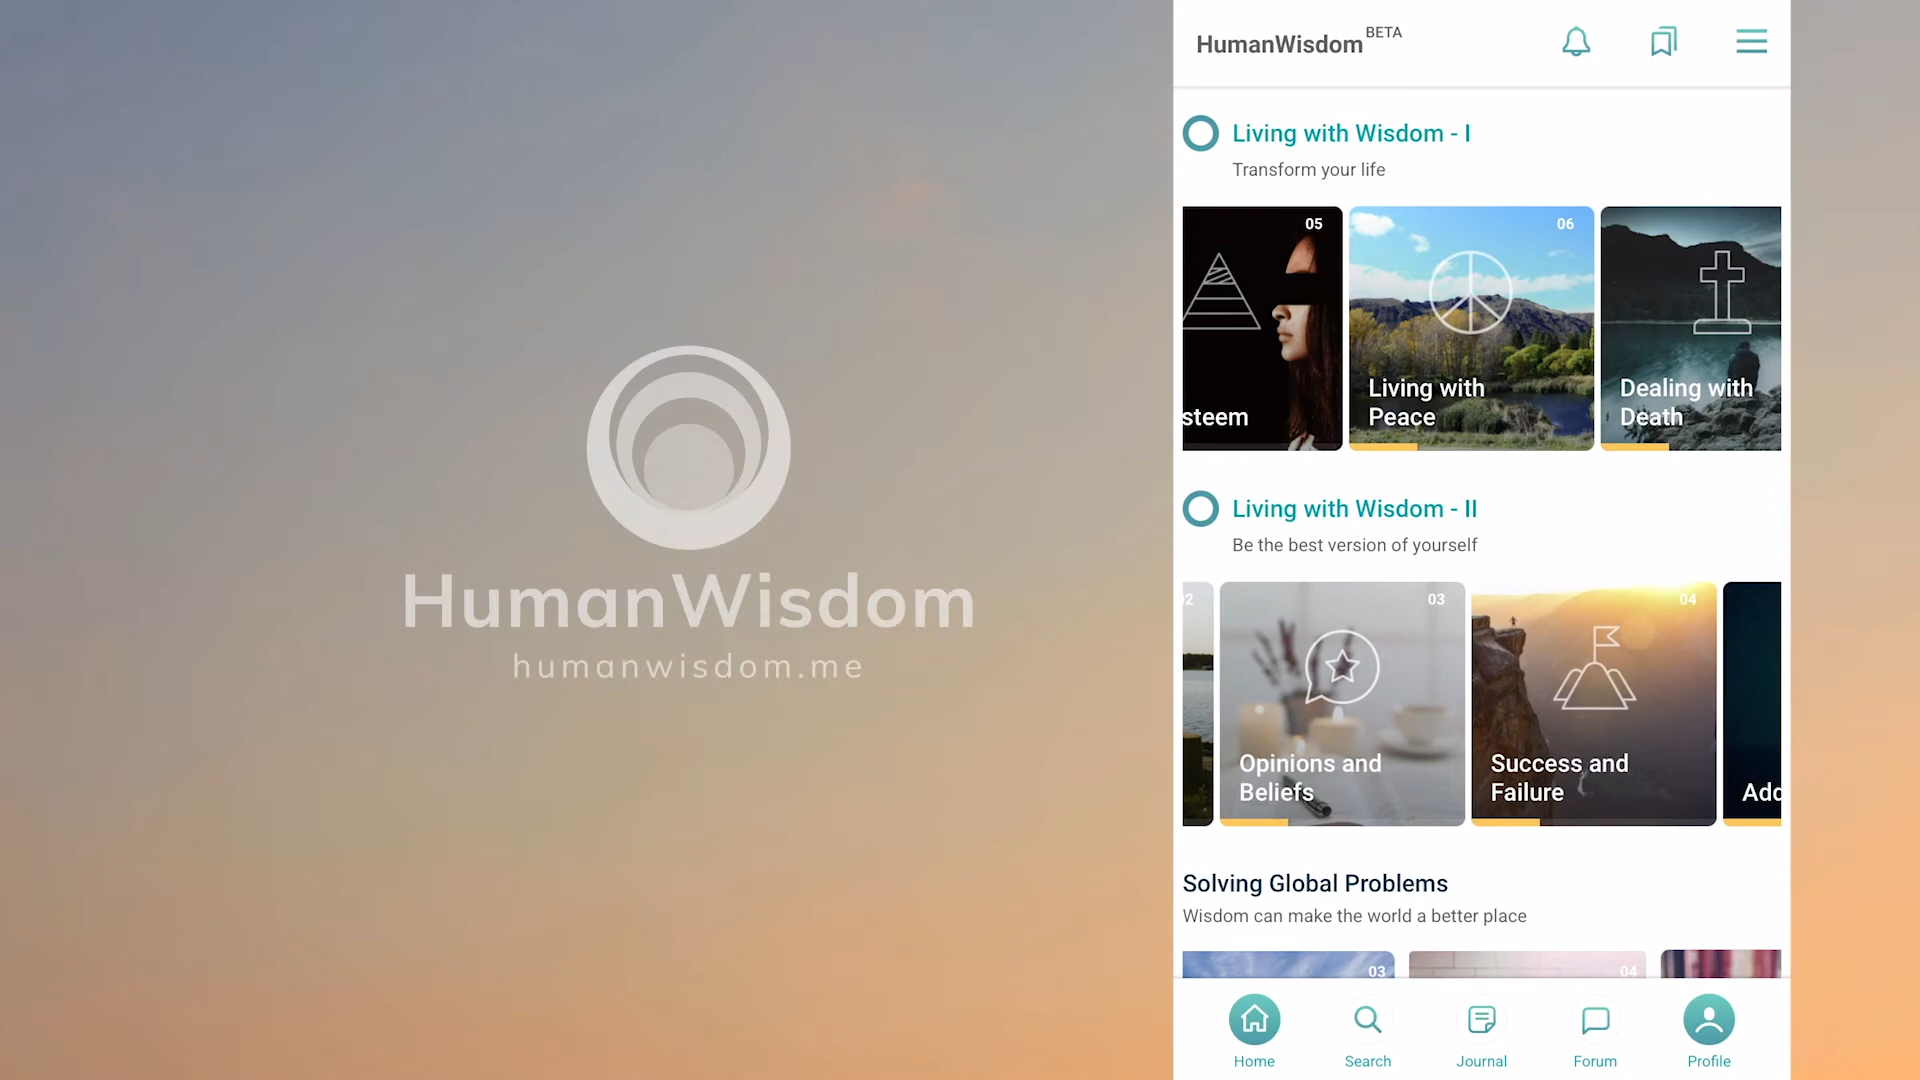 HumanWisdom
humanwisdom.me
HumanWisdom BETA
Living with Wisdom - I
Transform your life
05
steem
06
Living with
Peace
Dealing with
Death
Living with Wisdom - II
Be the best version of yourself
02
03
Opinions and
Beliefs
04
Success and
Failure
Add
Solving Global Problems
Wisdom can make the world a better place
03
04
Home
Search
Journal
Forum
Profile